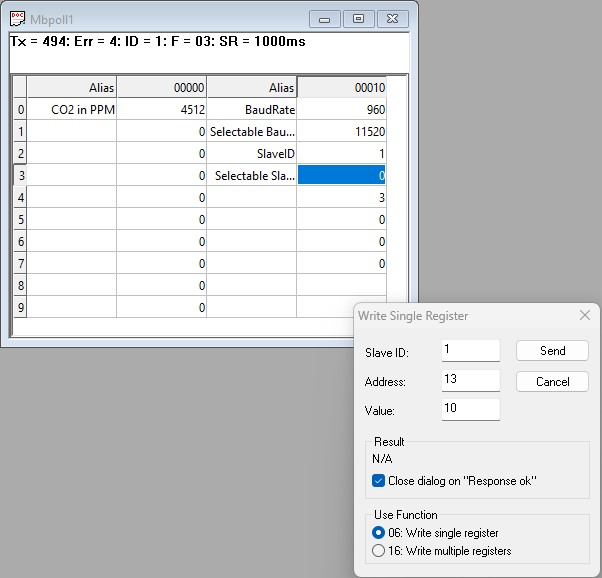 Mbpoll1
Tx = 494: Err = 4: ID = 1: F = 03: SR = 1000ms
Alias 00000 Alias 00010
0 CO2 in PPM 4512 BaudRate 960
1 0 Selectable Bau... 11520
2 0 SlaveID 1
3 0 Selectable Sla... 0
4 0 3
5 0 0
6 0 0
7 0 0
8 0
9 0
Write Single Register
Slave ID: 1 Send
Address: 13 Cancel
Value: 10
Result
N/A
Close dialog on "Response ok"
Use Function
06: Write single register
16: Write multiple registers